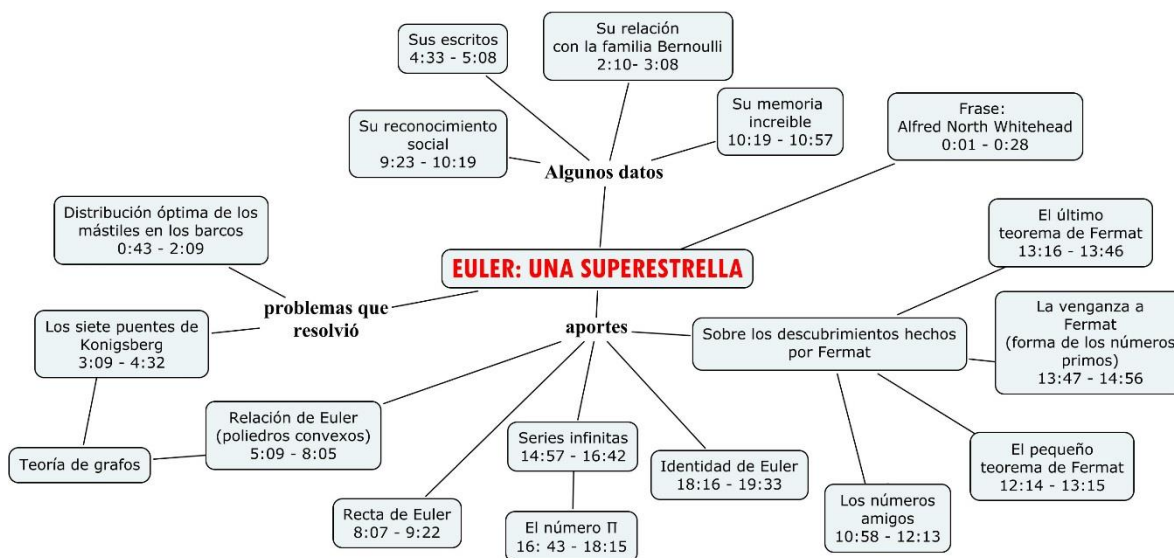 Sus escritos
4:33 - 5:08
Su relación
con la familia Bernoulli
2:10- 3:08
Su memoria
increible
10:19 - 10:57
Frase:
Alfred North Whitehead
0:01 - 0:28
Su reconocimiento
social
9:23 - 10:19
Algunos datos
Distribución óptima de los
mástiles en los barcos
0:43 - 2:09
El último
teorema de Fermat
13:16 - 13:46
EULER: UNA SUPERESTRELLA
problemas que
resolvió
aportes
Los siete puentes de
Konigsberg
3:09 - 4:32
Sobre los descubrimientos hechos
por Fermat
La venganza a
Fermat
(forma de los números
primos)
13:47 - 14:56
Relación de Euler
(poliedros convexos)
5:09 - 8:05
Teoría de grafos
Series infinitas
14:57 - 16:42
Identidad de Euler
18:16 - 19:33
El pequeño
teorema de Fermat
12:14 - 13:15
Recta de Euler
8:07 - 9:22
El número Π
16: 43 - 18:15
Los números
amigos
10:58 - 12:13